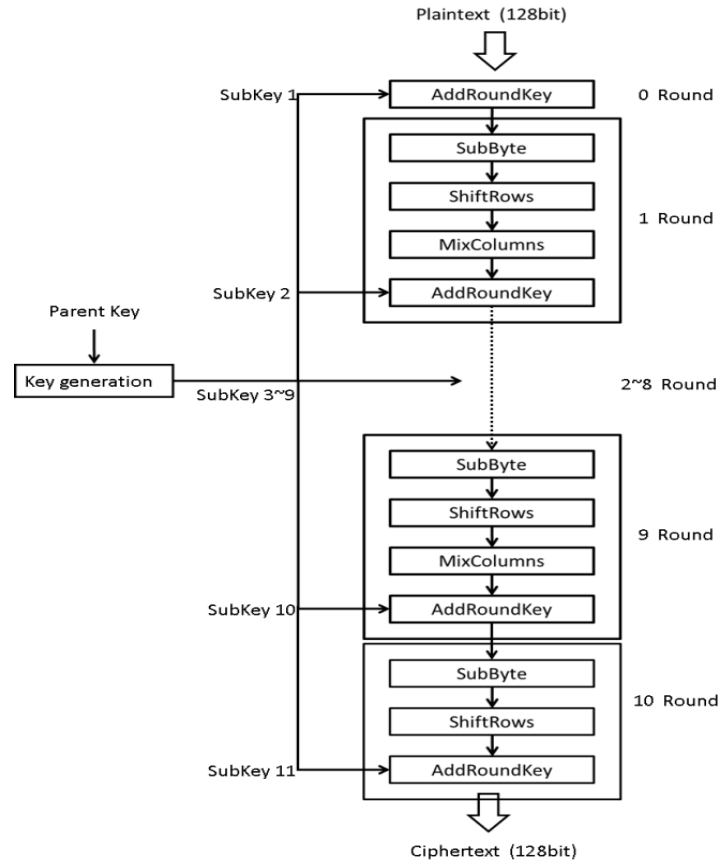 Plaintext (128bit)
SubKey 1
AddRoundKey
0 Round
SubByte
ShiftRows
1 Round
MixColumns
SubKey 2
AddRoundKey
Parent Key
Key generation
SubKey 3~9
2~8 Round
SubByte
ShiftRows
9 Round
MixColumns
SubKey 10
AddRoundKey
SubByte
10 Round
ShiftRows
SubKey 11
AddRoundKey
Ciphertext (128bit)